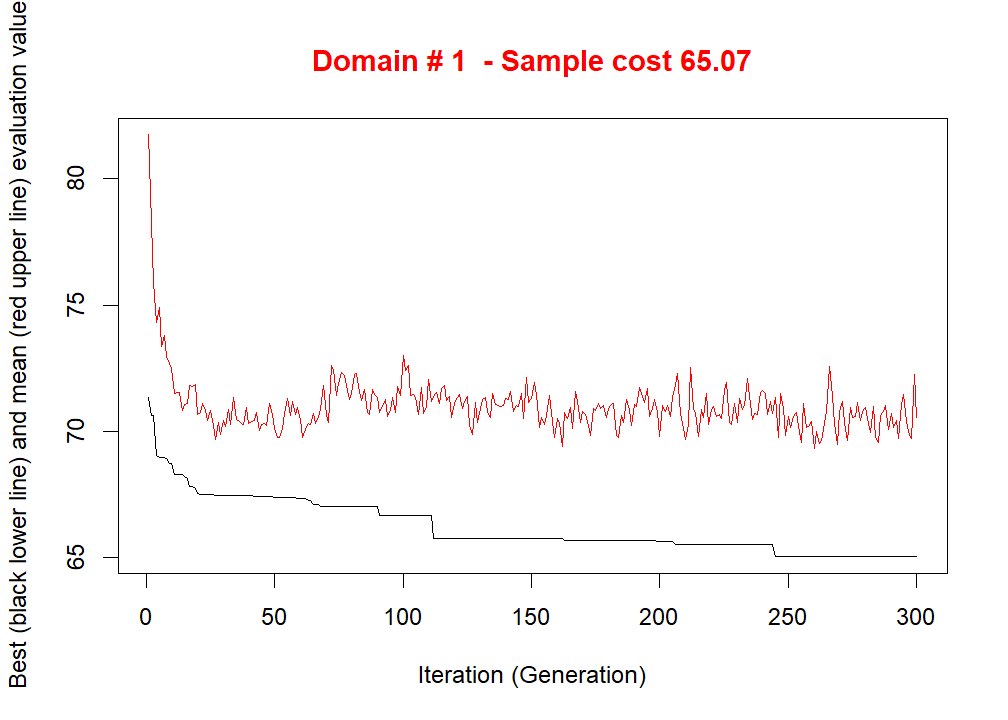 Domain # 1  - Sample cost 65.07
Best (black lower line) and mean (red upper line) evaluation value
80
75
70
65
0 50 100 150 200 250 300
Iteration (Generation)